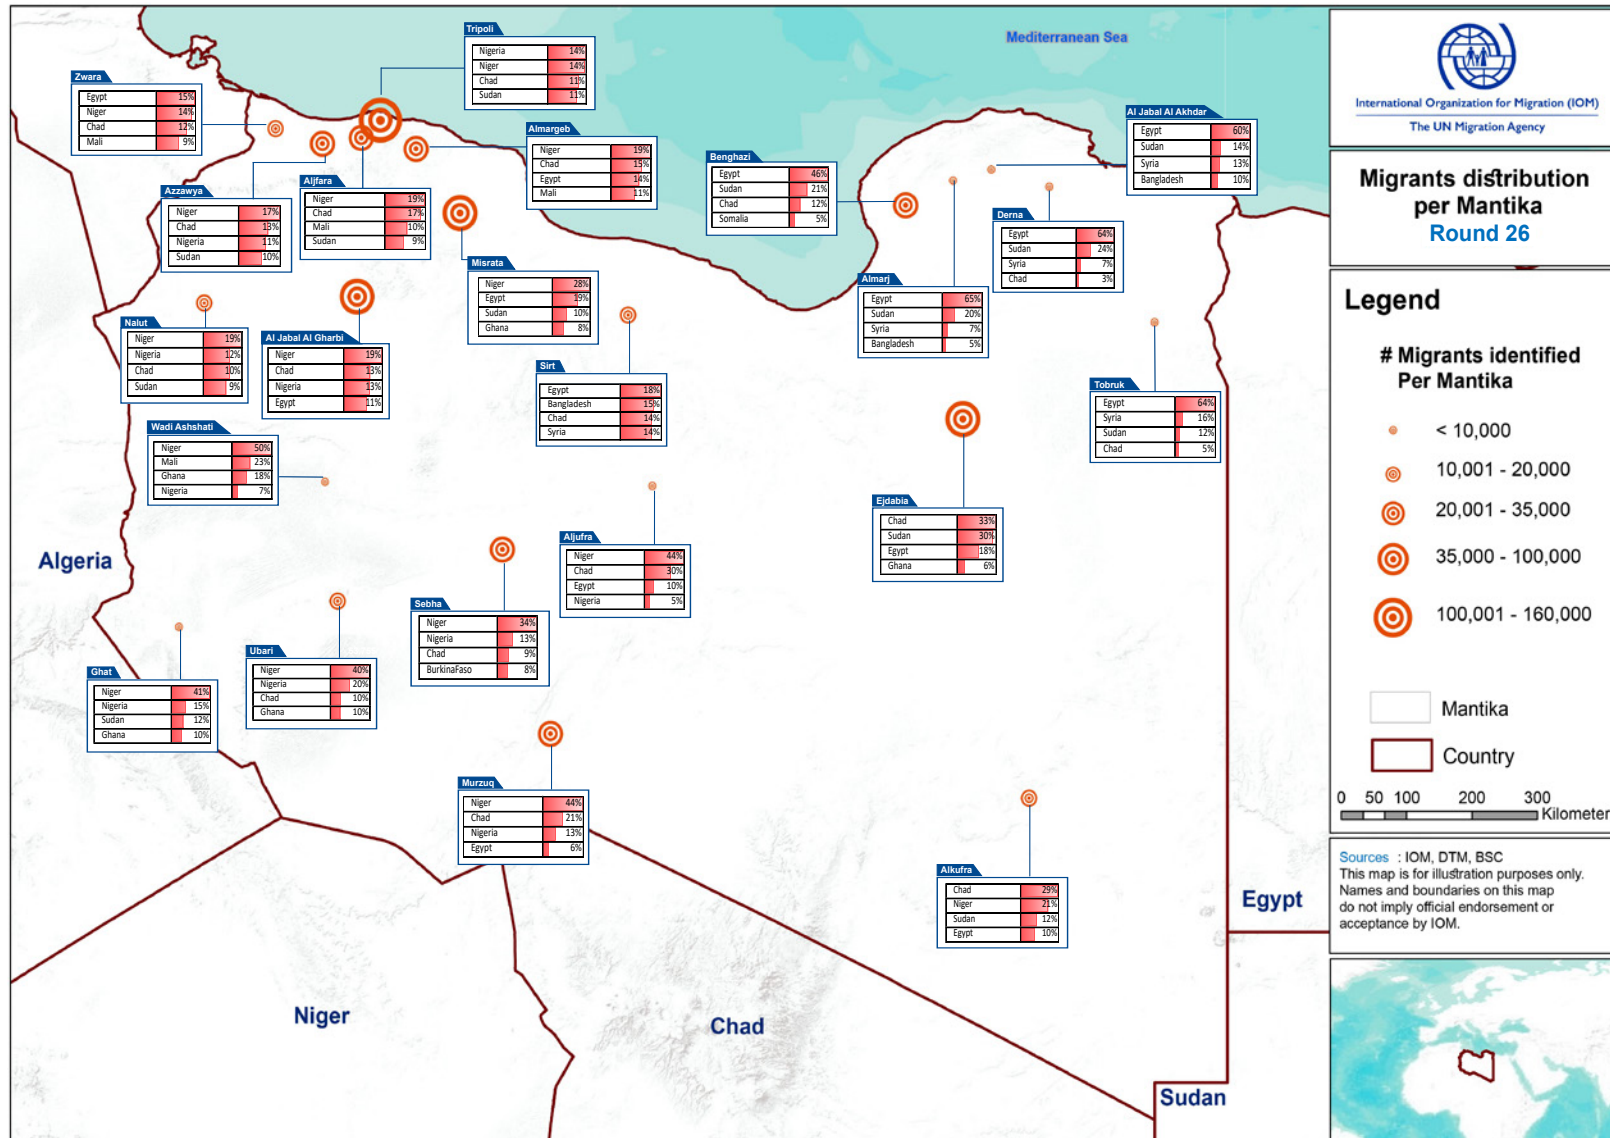 Mediterranean Sea
Tripoli
Nigeria 14%
Niger 14%
Chad 11%
Sudan 11%
Zwara
Egypt 15%
Niger 14%
Chad 12%
Mali 9%
Almargeb
Niger 19%
Chad 15%
Egypt 14%
Mali 11%
Al Jabal Al Akhdar
Egypt 60%
Sudan 14%
Syria 13%
Bangladesh 10%
Benghazi
Egypt 46%
Sudan 21%
Chad 12%
Somalia 5%
Azzawya
Niger 17%
Chad 13%
Nigeria 11%
Sudan 10%
Aljfara
Niger 19%
Chad 17%
Mali 10%
Sudan 9%
Derna
Egypt 64%
Sudan 24%
Syria 7%
Chad 3%
Misrata
Niger 28%
Egypt 19%
Sudan 10%
Ghana 8%
Almarj
Egypt 65%
Sudan 20%
Syria 7%
Bangladesh 5%
Nalut
Niger 19%
Nigeria 12%
Chad 10%
Sudan 9%
Al Jabal Al Gharbi
Niger 19%
Chad 13%
Nigeria 13%
Egypt 11%
Sirt
Egypt 18%
Bangladesh 15%
Chad 14%
Syria 14%
Tobruk
Egypt 64%
Syria 16%
Sudan 12%
Chad 5%
Wadi Ashshati
Niger 50%
Mali 23%
Ghana 18%
Nigeria 7%
Ejdabia
Chad 33%
Sudan 30%
Egypt 18%
Ghana 6%
Aljufra
Niger 44%
Chad 30%
Egypt 10%
Nigeria 5%
Algeria
Sebha
Niger 34%
Nigeria 13%
Chad 9%
BurkinaFaso 8%
Ubari
Niger 40%
Nigeria 20%
Chad 10%
Ghana 10%
Ghat
Niger 41%
Nigeria 15%
Sudan 12%
Ghana 10%
Murzuq
Niger 44%
Chad 21%
Nigeria 13%
Egypt 6%
Alkufra
Chad 29%
Niger 21%
Sudan 12%
Egypt 10%
Egypt
Niger
Chad
Sudan
International Organization for Migration (IOM)
The UN Migration Agency
Migrants distribution
per Mantika
Round 26
Legend
# Migrants identified
Per Mantika
< 10,000
10,001 - 20,000
20,001 - 35,000
35,000 - 100,000
100,001 - 160,000
Mantika
Country
0 50 100 200 300
Kilometer
Sources : IOM, DTM, BSC
This map is for illustration purposes only.
Names and boundaries on this map
do not imply official endorsement or
acceptance by IOM.